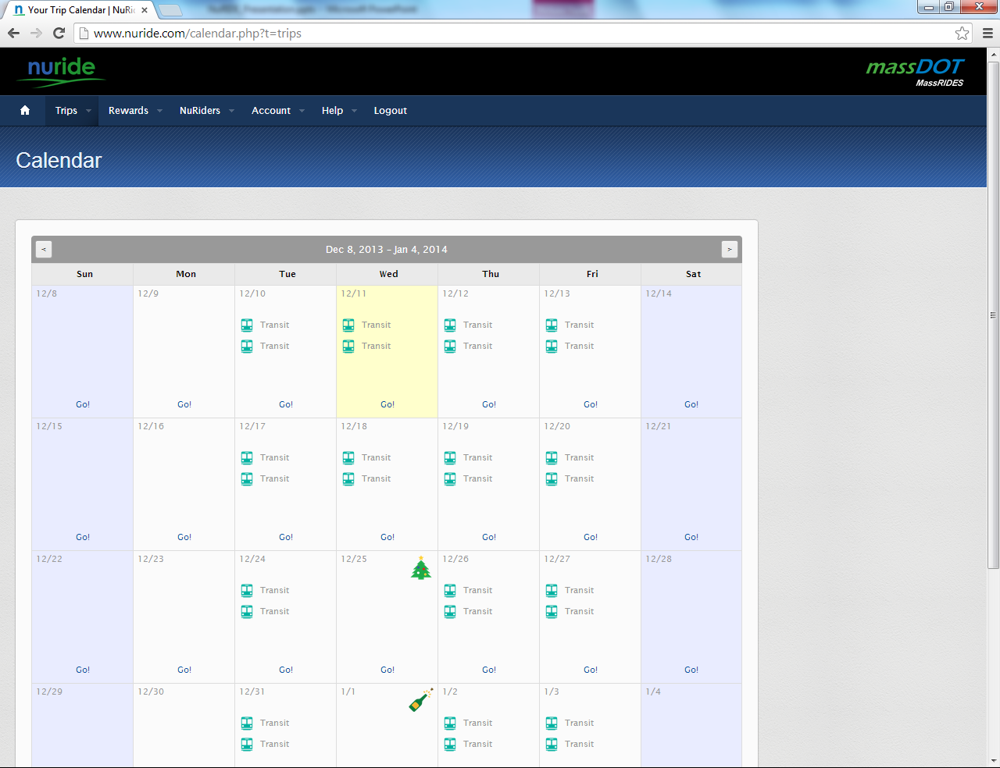 Your Trip Calendar | NuRi
NuRIDE_Presentation.pptx - Microsoft PowerPoint
www.nuride.com/calendar.php?t=trips
nuride
massDOT
MassRIDES
Trips Rewards NuRiders Account Help Logout
Calendar
< Dec 8, 2013 – Jan 4, 2014 >
Sun Mon Tue Wed Thu Fri Sat
12/8 12/9 12/10 12/11 12/12 12/13 12/14
Transit Transit Transit Transit
Transit Transit Transit Transit
Go! Go! Go! Go! Go! Go! Go!
12/15 12/16 12/17 12/18 12/19 12/20 12/21
Transit Transit Transit Transit
Transit Transit Transit Transit
Go! Go! Go! Go! Go! Go! Go!
12/22 12/23 12/24 12/25 12/26 12/27 12/28
Transit Transit Transit
Transit Transit Transit
Go! Go! Go! Go! Go! Go! Go!
12/29 12/30 12/31 1/1 1/2 1/3 1/4
Transit Transit Transit
Transit Transit Transit